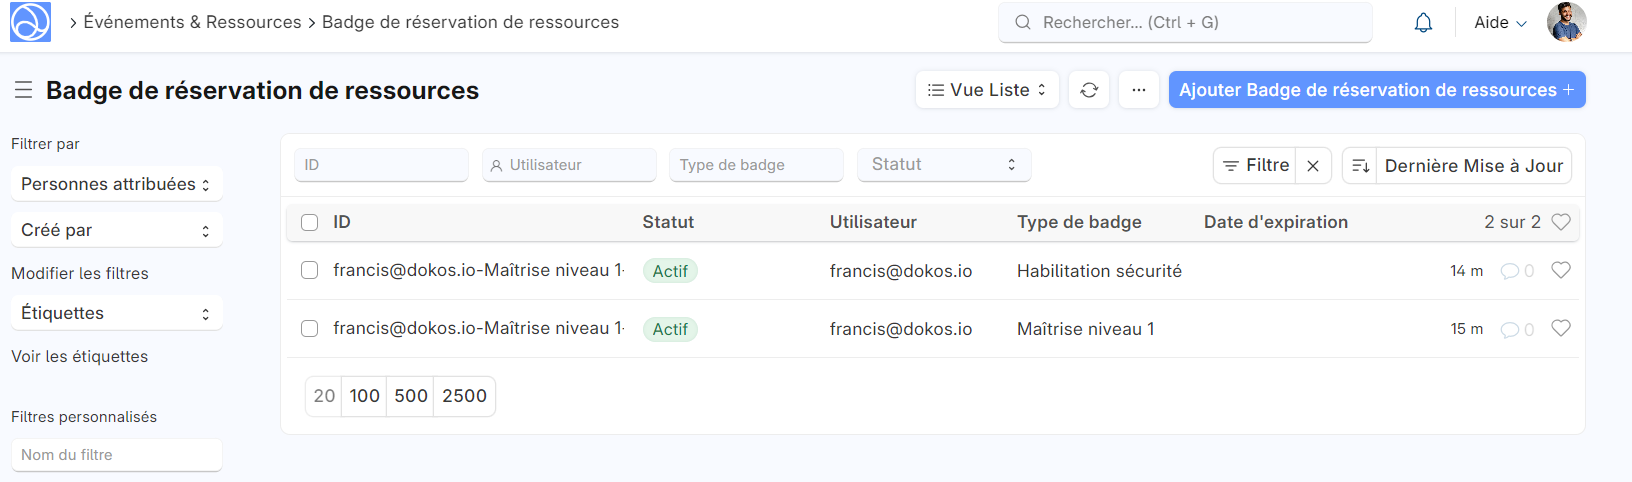 Événements & Ressources
Badge de réservation de ressources
Rechercher... (Ctrl + G)
Aide
Badge de réservation de ressources
Vue Liste
...
Ajouter Badge de réservation de ressources +
Filtrer par
Personnes attribuées
Créé par
Modifier les filtres
Étiquettes
Voir les étiquettes
Filtres personnalisés
Nom du filtre
ID
Utilisateur
Type de badge
Statut
Filtre
Dernière Mise à Jour
ID Statut Utilisateur Type de badge Date d'expiration 2 sur 2
francis@dokos.io-Maîtrise niveau 1- Actif francis@dokos.io Habilitation sécurité 14 m 0
francis@dokos.io-Maîtrise niveau 1- Actif francis@dokos.io Maîtrise niveau 1 15 m 0
20 100 500 2500